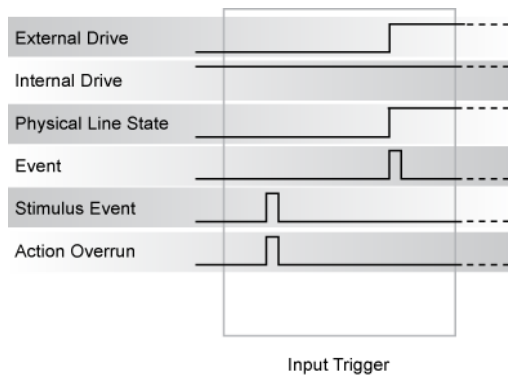 External Drive
Internal Drive
Physical Line State
Event
Stimulus Event
Action Overrun
Input Trigger